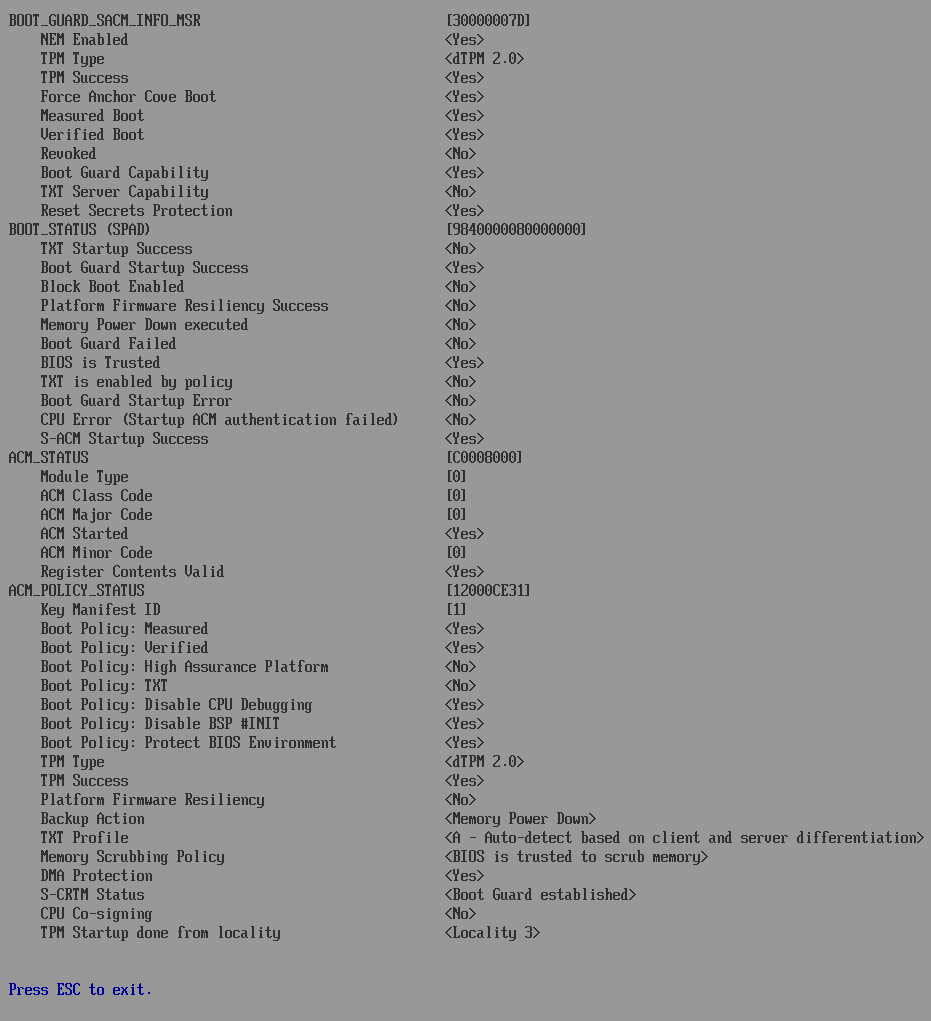 BOOT_GUARD_SACM_INFO_MSR [30000007D]
NEM Enabled <Yes>
TPM Type <dTPM 2.0>
TPM Success <Yes>
Force Anchor Cove Boot <Yes>
Measured Boot <Yes>
Verified Boot <Yes>
Revoked <No>
Boot Guard Capability <Yes>
TXT Server Capability <No>
Reset Secrets Protection <Yes>
BOOT_STATUS (SPAD) [9840000080000000]
TXT Startup Success <No>
Boot Guard Startup Success <Yes>
Block Boot Enabled <No>
Platform Firmware Resiliency Success <No>
Memory Power Down executed <No>
Boot Guard Failed <No>
BIOS is Trusted <Yes>
TXT is enabled by policy <No>
Boot Guard Startup Error <No>
CPU Error (Startup ACM authentication failed) <No>
S-ACM Startup Success <Yes>
ACM_STATUS [C0008000]
Module Type [0]
ACM Class Code [0]
ACM Major Code [0]
ACM Started <Yes>
ACM Minor Code [0]
Register Contents Valid <Yes>
ACM_POLICY_STATUS [12000CE31]
Key Manifest ID [1]
Boot Policy: Measured <Yes>
Boot Policy: Verified <Yes>
Boot Policy: High Assurance Platform <No>
Boot Policy: TXT <No>
Boot Policy: Disable CPU Debugging <Yes>
Boot Policy: Disable BSP #INIT <Yes>
Boot Policy: Protect BIOS Environment <Yes>
TPM Type <dTPM 2.0>
TPM Success <Yes>
Platform Firmware Resiliency <No>
Backup Action <Memory Power Down>
TXT Profile <A - Auto-detect based on client and server differentiation>
Memory Scrubbing Policy <BIOS is trusted to scrub memory>
DMA Protection <Yes>
S-CRTM Status <Boot Guard established>
CPU Co-signing <No>
TPM Startup done from locality <Locality 3>
Press ESC to exit.